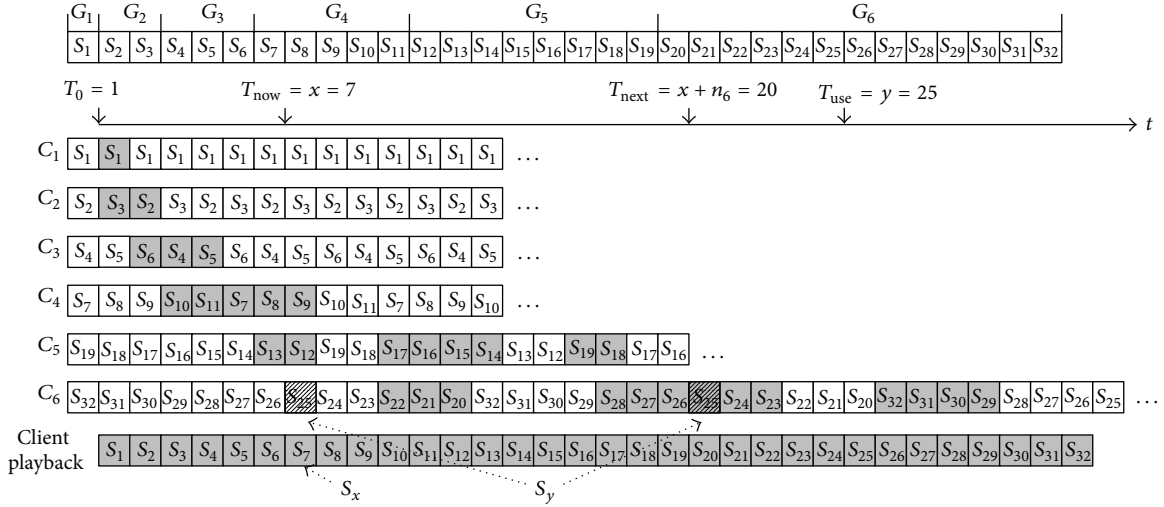 G₁ G₂ G₃ G₄ G₅ G₆
S₁ S₂ S₃ S₄ S₅ S₆ S₇ S₈ S₉ S₁₀ S₁₁ S₁₂ S₁₃ S₁₄ S₁₅ S₁₆ S₁₇ S₁₈ S₁₉ S₂₀ S₂₁ S₂₂ S₂₃ S₂₄ S₂₅ S₂₆ S₂₇ S₂₈ S₂₉ S₃₀ S₃₁ S₃₂
T₀ = 1 T_now = x = 7 T_next = x + n₆ = 20 T_use = y = 25
t
C₁ S₁ S₁ S₁ S₁ S₁ S₁ S₁ S₁ S₁ S₁ S₁ S₁ S₁ S₁ ...
C₂ S₂ S₃ S₂ S₃ S₂ S₃ S₂ S₃ S₂ S₃ S₂ S₃ S₂ S₃ ...
C₃ S₄ S₅ S₆ S₄ S₅ S₆ S₄ S₅ S₆ S₄ S₅ S₆ S₄ S₅ ...
C₄ S₇ S₈ S₉ S₁₀ S₁₁ S₇ S₈ S₉ S₁₀ S₁₁ S₇ S₈ S₉ S₁₀ ...
C₅ S₁₉ S₁₈ S₁₇ S₁₆ S₁₅ S₁₄ S₁₃ S₁₂ S₁₉ S₁₈ S₁₇ S₁₆ S₁₅ S₁₄ S₁₃ S₁₂ S₁₉ S₁₈ S₁₇ S₁₆ ...
C₆ S₃₂ S₃₁ S₃₀ S₂₉ S₂₈ S₂₇ S₂₆ S₂₅ S₂₄ S₂₃ S₂₂ S₂₁ S₂₀ S₃₂ S₃₁ S₃₀ S₂₉ S₂₈ S₂₇ S₂₆ S₂₅ S₂₄ S₂₃ S₂₂ S₂₁ S₂₀ S₃₂ S₃₁ S₃₀ S₂₉ S₂₈ S₂₇ S₂₆ S₂�5 ...
Client
playback
S₁ S₂ S₃ S₄ S₅ S₆ S₇ S₈ S₉ S₁₀ S₁₁ S₁₂ S₁₃ S₁₄ S₁₅ S₁₆ S₁₇ S₁₈ S₁₉ S₂₀ S₂₁ S₂₂ S₂₃ S₂₄ S₂₅ S₂₆ S₂₇ S₂₈ S₂₉ S₃₀ S₃₁ S₃₂
Sₓ S_y